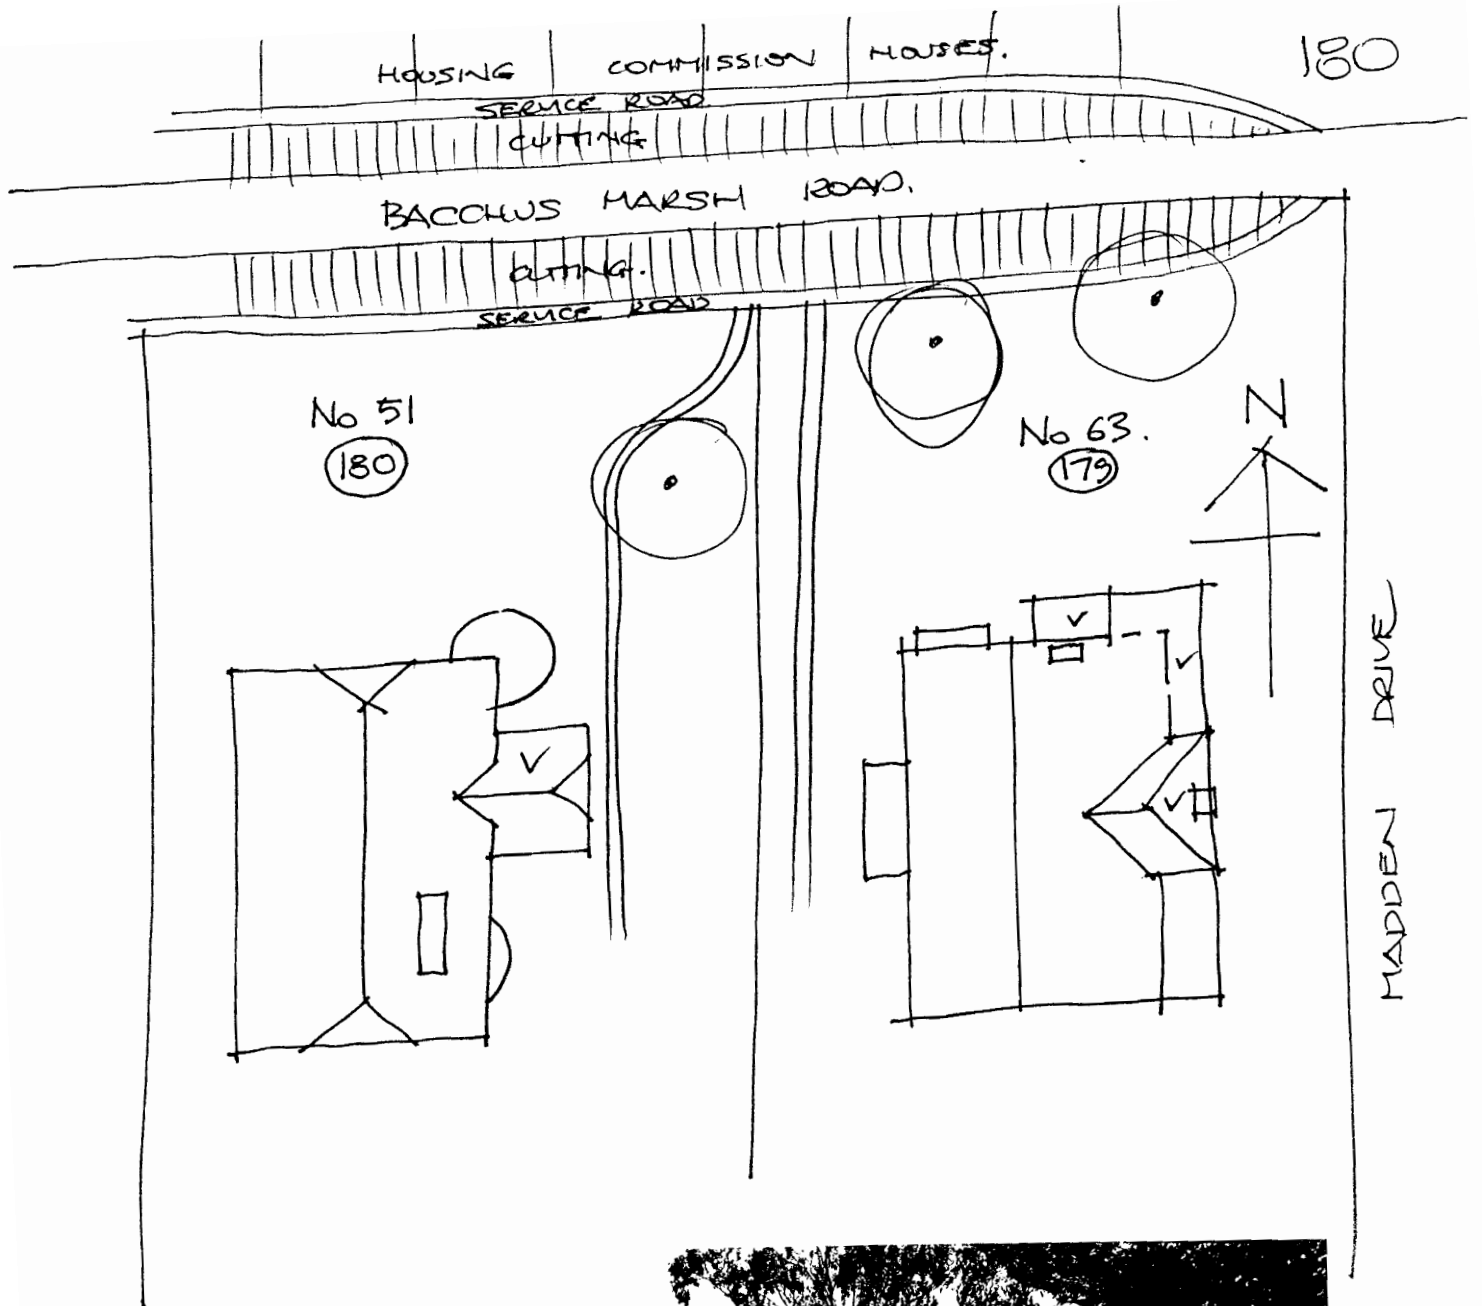 180
HOUSING COMMISSION HOUSES.
SERVICE ROAD
CUTTING
BACCHUS MARSH ROAD.
CUTTING.
SERVICE ROAD
No 51
180
No 63.
179
N
V
V
V
V
MADDEN DRIVE